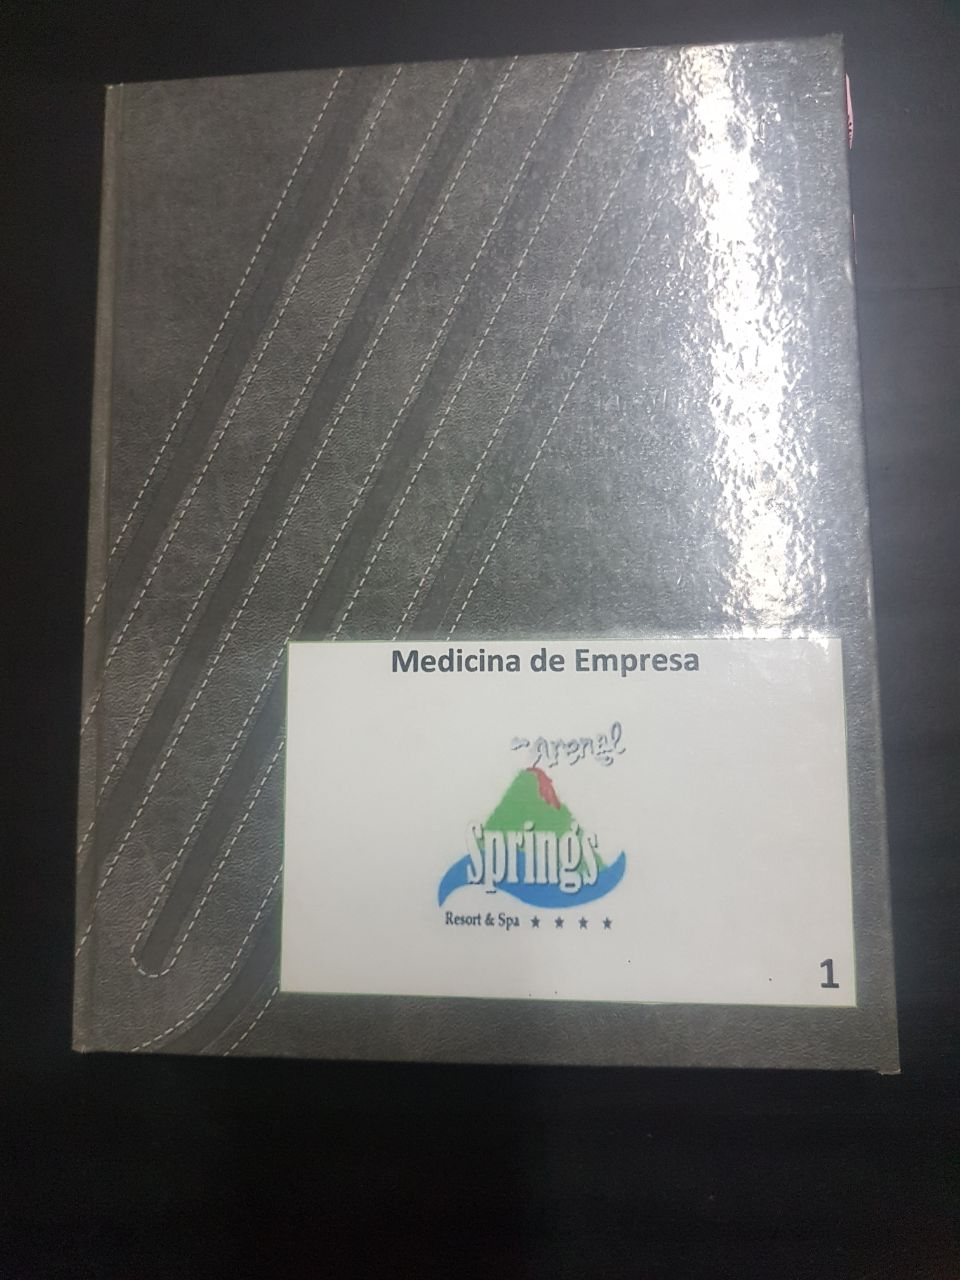 Medicina de Empresa
Arenal
Springs
Resort & Spa ★ ★ ★ ★
1